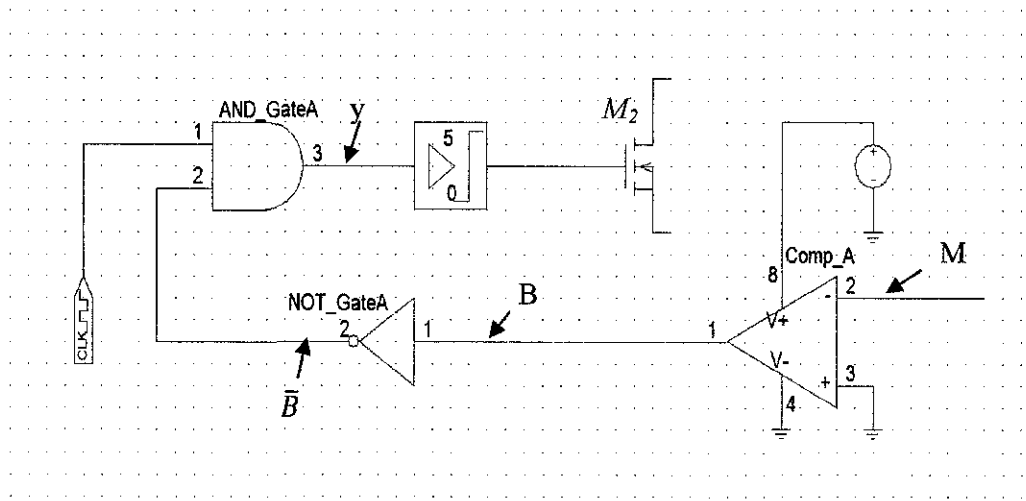 AND_GateA
y
M₂
1
2
3
5
0
Comp_A
M
8
2
-
V+
1
V-
+
3
4
NOT_GateA
2
1
B
B̄
CLK
+
-